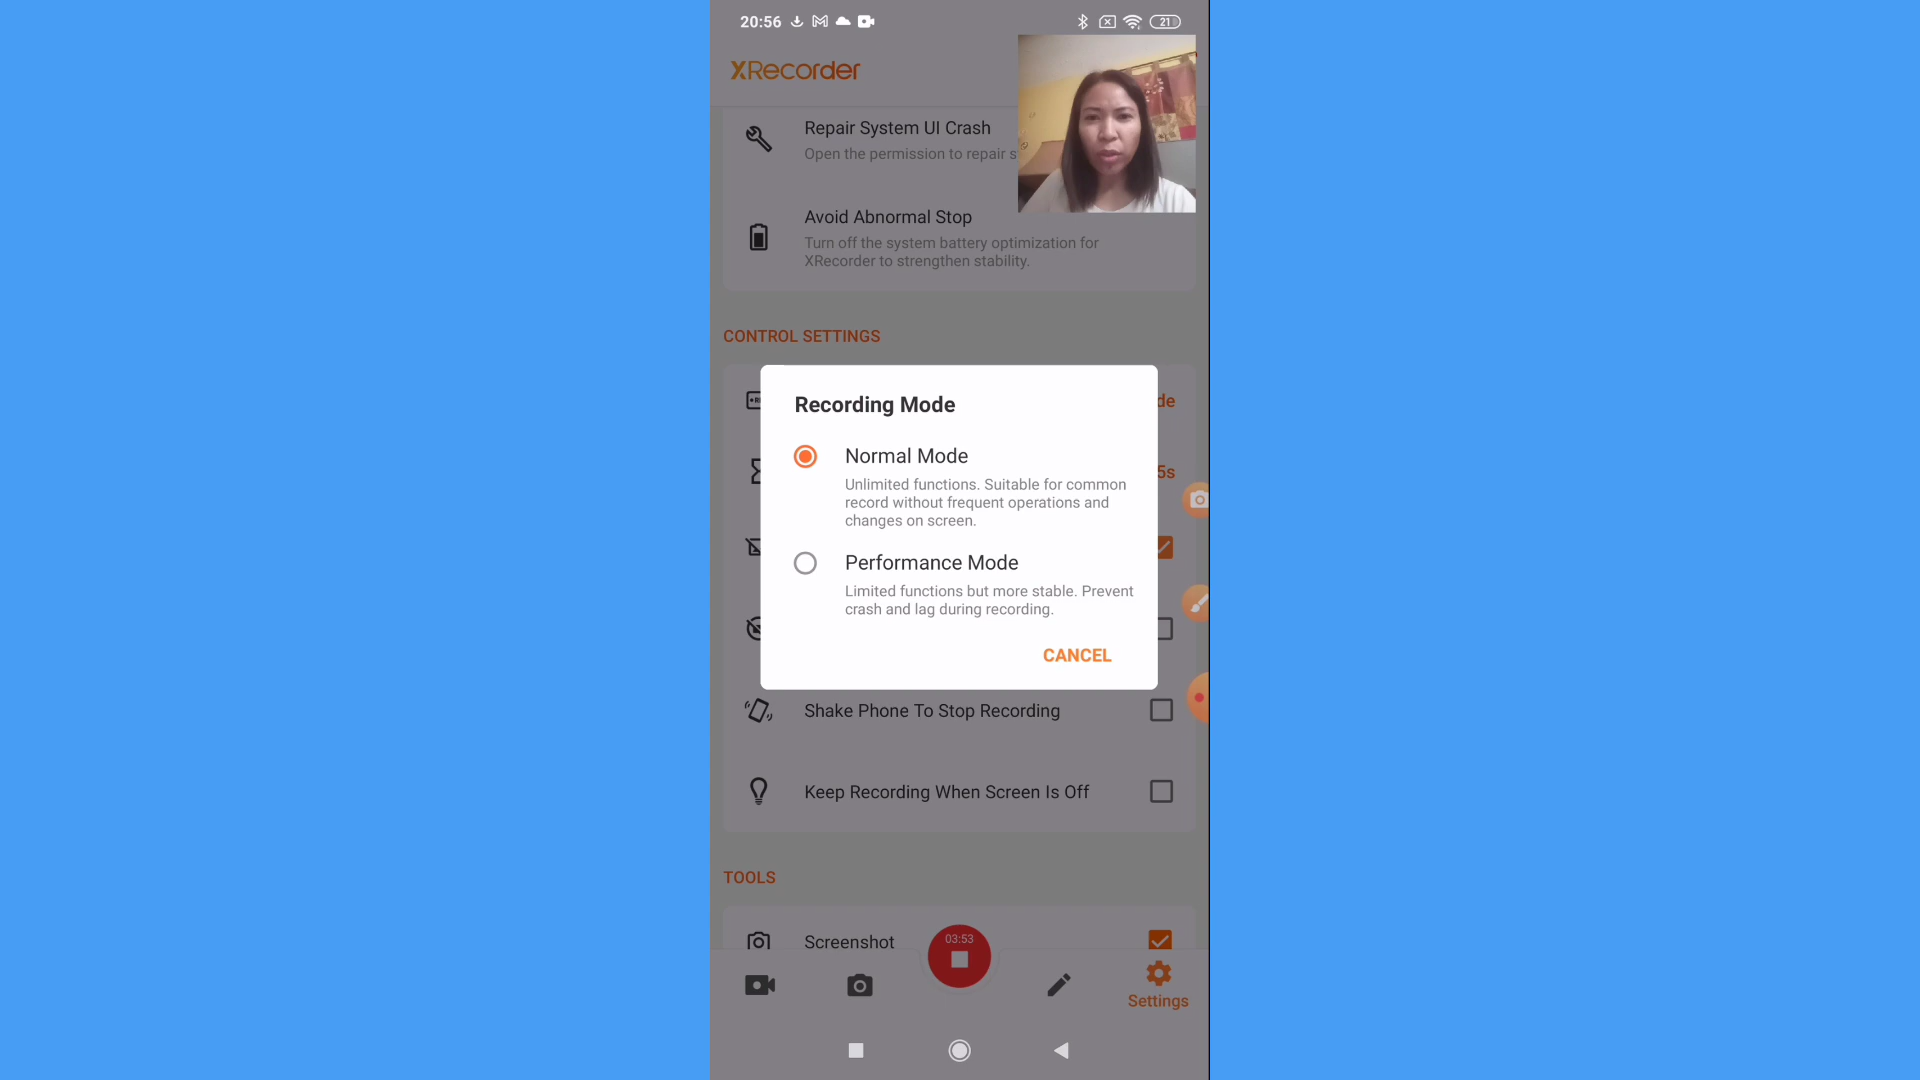 20:56
21
XRecorder
Repair System UI Crash
Open the permission to repair s
Avoid Abnormal Stop
Turn off the system battery optimization for
XRecorder to strengthen stability.
CONTROL SETTINGS
de
Recording Mode
Normal Mode
5s
Unlimited functions. Suitable for common
record without frequent operations and
changes on screen.
Performance Mode
Limited functions but more stable. Prevent
crash and lag during recording.
CANCEL
Shake Phone To Stop Recording
Keep Recording When Screen Is Off
TOOLS
Screenshot
03:53
Settings